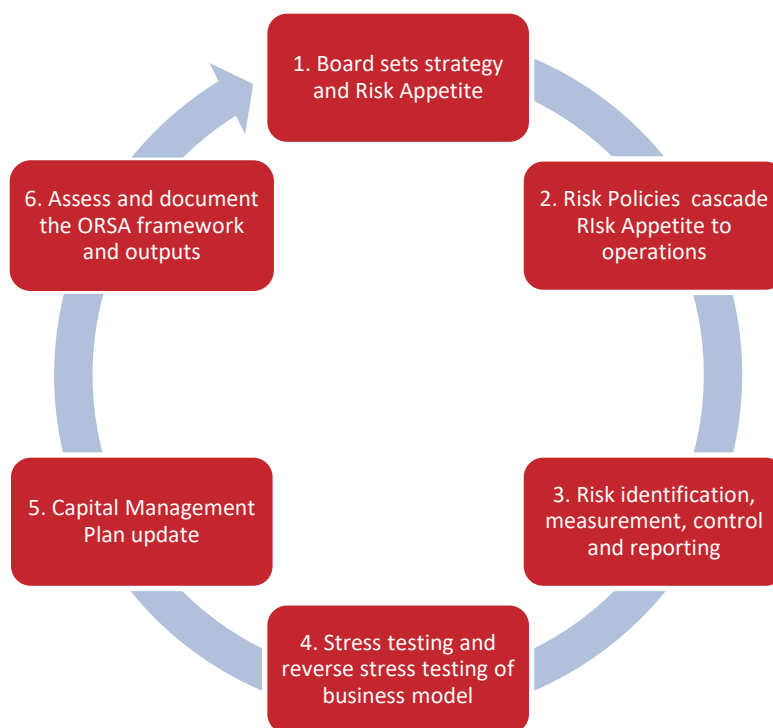 1. Board sets strategy
and Risk Appetite
2. Risk Policies  cascade
RIsk Appetite to
operations
3. Risk identification,
measurement, control
and reporting
4. Stress testing and
reverse stress testing of
business model
5. Capital Management
Plan update
6. Assess and document
the ORSA framework
and outputs